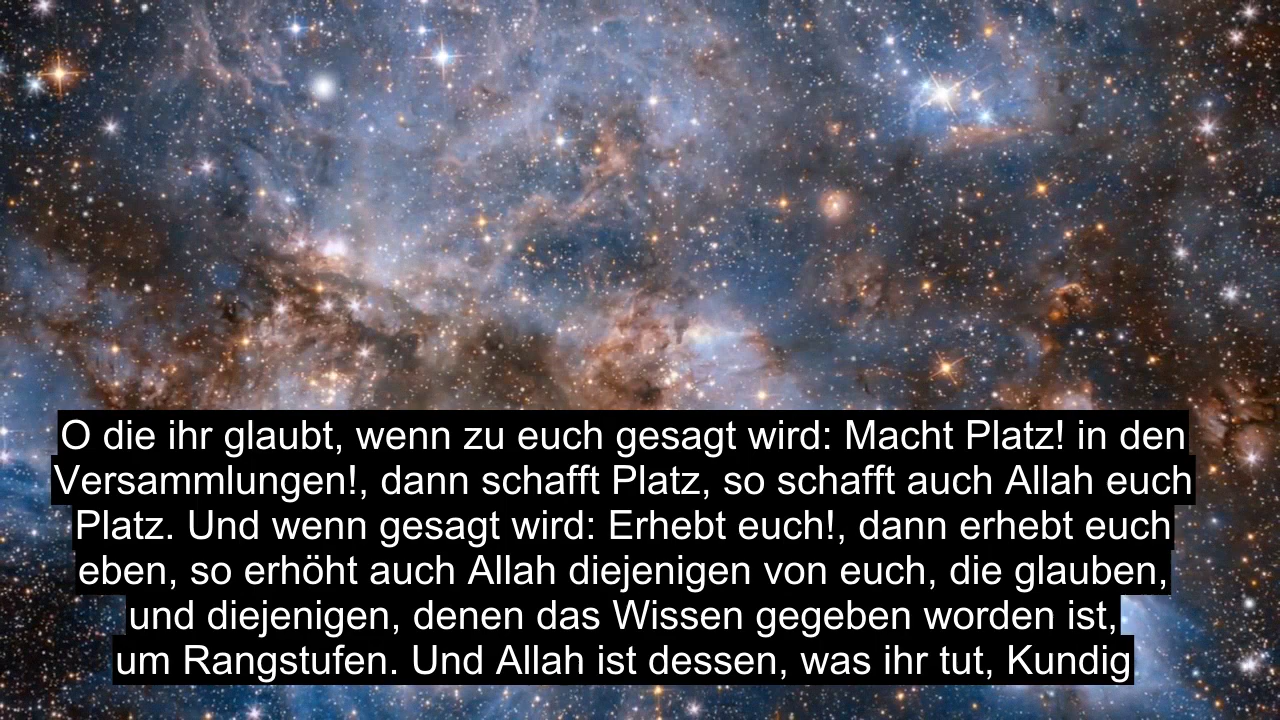 O die ihr glaubt, wenn zu euch gesagt wird: Macht Platz! in den
Versammlungen!, dann schafft Platz, so schafft auch Allah euch
Platz. Und wenn gesagt wird: Erhebt euch!, dann erhebt euch
eben, so erhöht auch Allah diejenigen von euch, die glauben,
und diejenigen, denen das Wissen gegeben worden ist,
um Rangstufen. Und Allah ist dessen, was ihr tut, Kundig